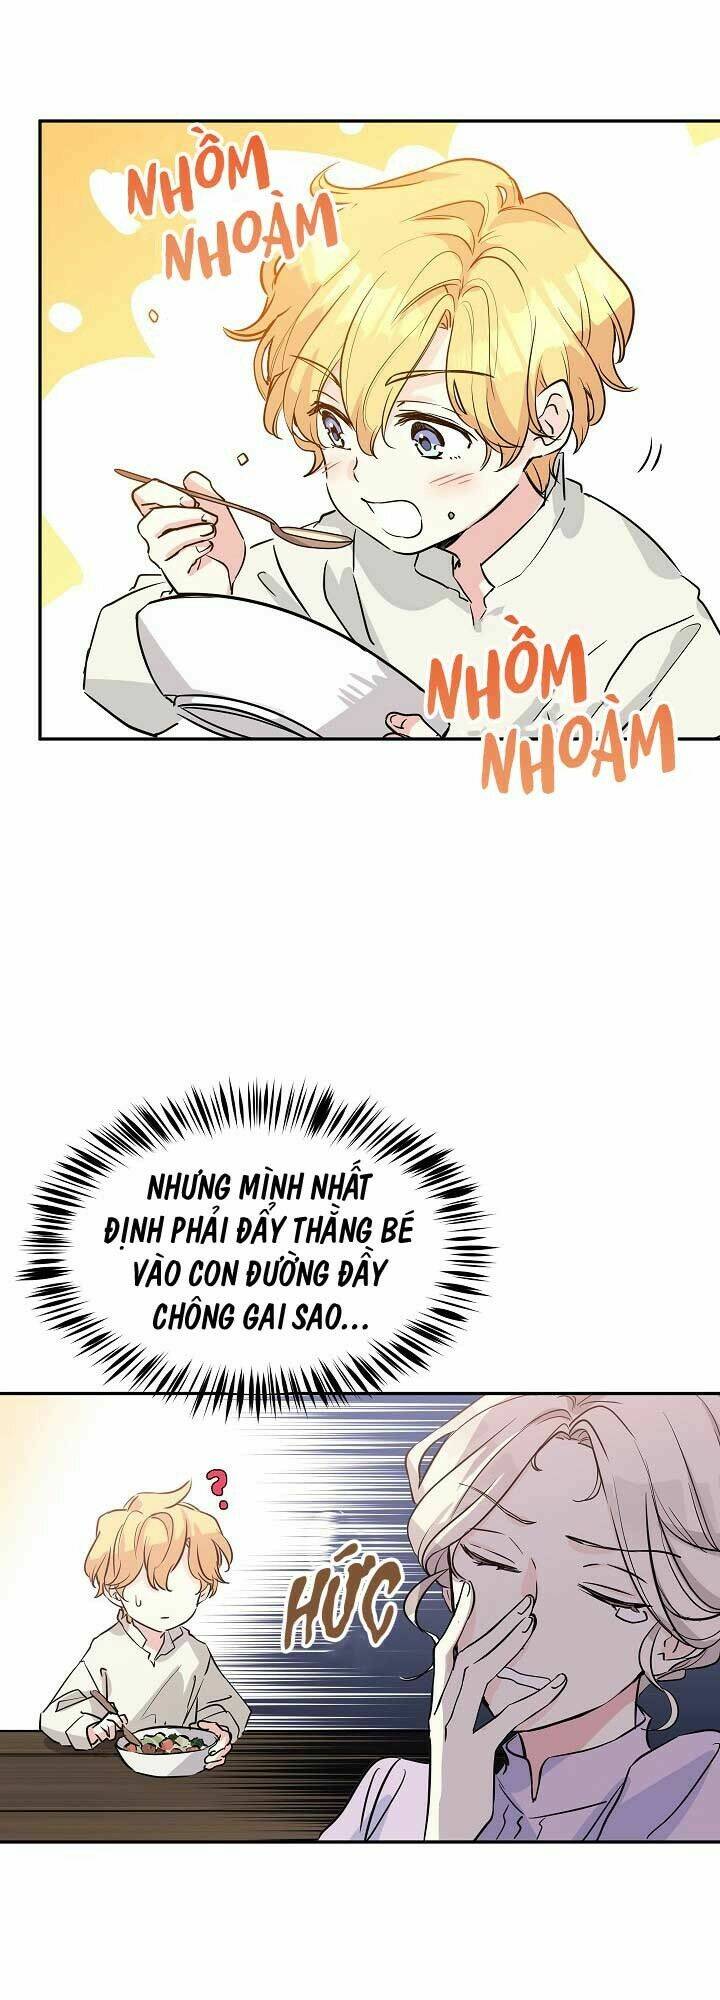 NHỒM
NHOÀM
NHỒM
NHOÀM
NHƯNG MÌNH NHẤT
ĐỊNH PHẢI ĐẨY THẰNG BÉ
VÀO CON ĐƯỜNG ĐẦY
CHÔNG GAI SAO...
?
HỨC